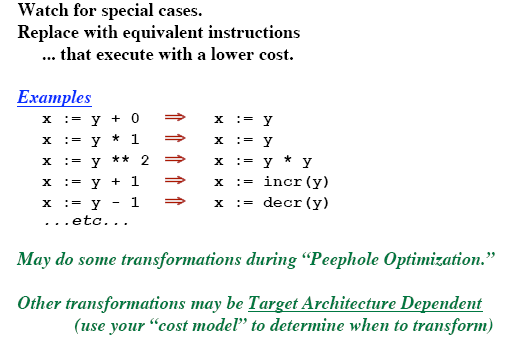 Watch for special cases.
Replace with equivalent instructions
... that execute with a lower cost.
Examples
x := y + 0 ⇒ x := y
x := y * 1 ⇒ x := y
x := y ** 2 ⇒ x := y * y
x := y + 1 ⇒ x := incr(y)
x := y - 1 ⇒ x := decr(y)
...etc...
May do some transformations during “Peephole Optimization.”
Other transformations may be Target Architecture Dependent
(use your “cost model” to determine when to transform)